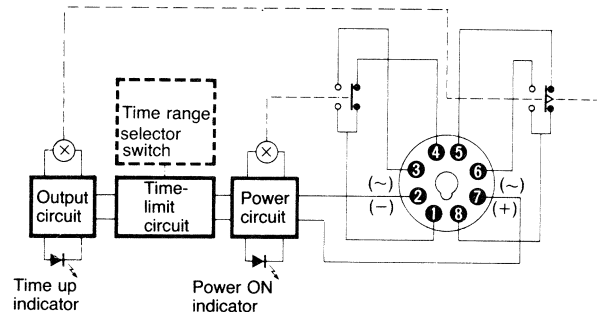 Time range
selector
switch
Output
circuit
Time-
limit
circuit
Power
circuit
Time up
indicator
Power ON
indicator
4 5
3 6
(~) (~)
2 7
(−) (+)
1 8